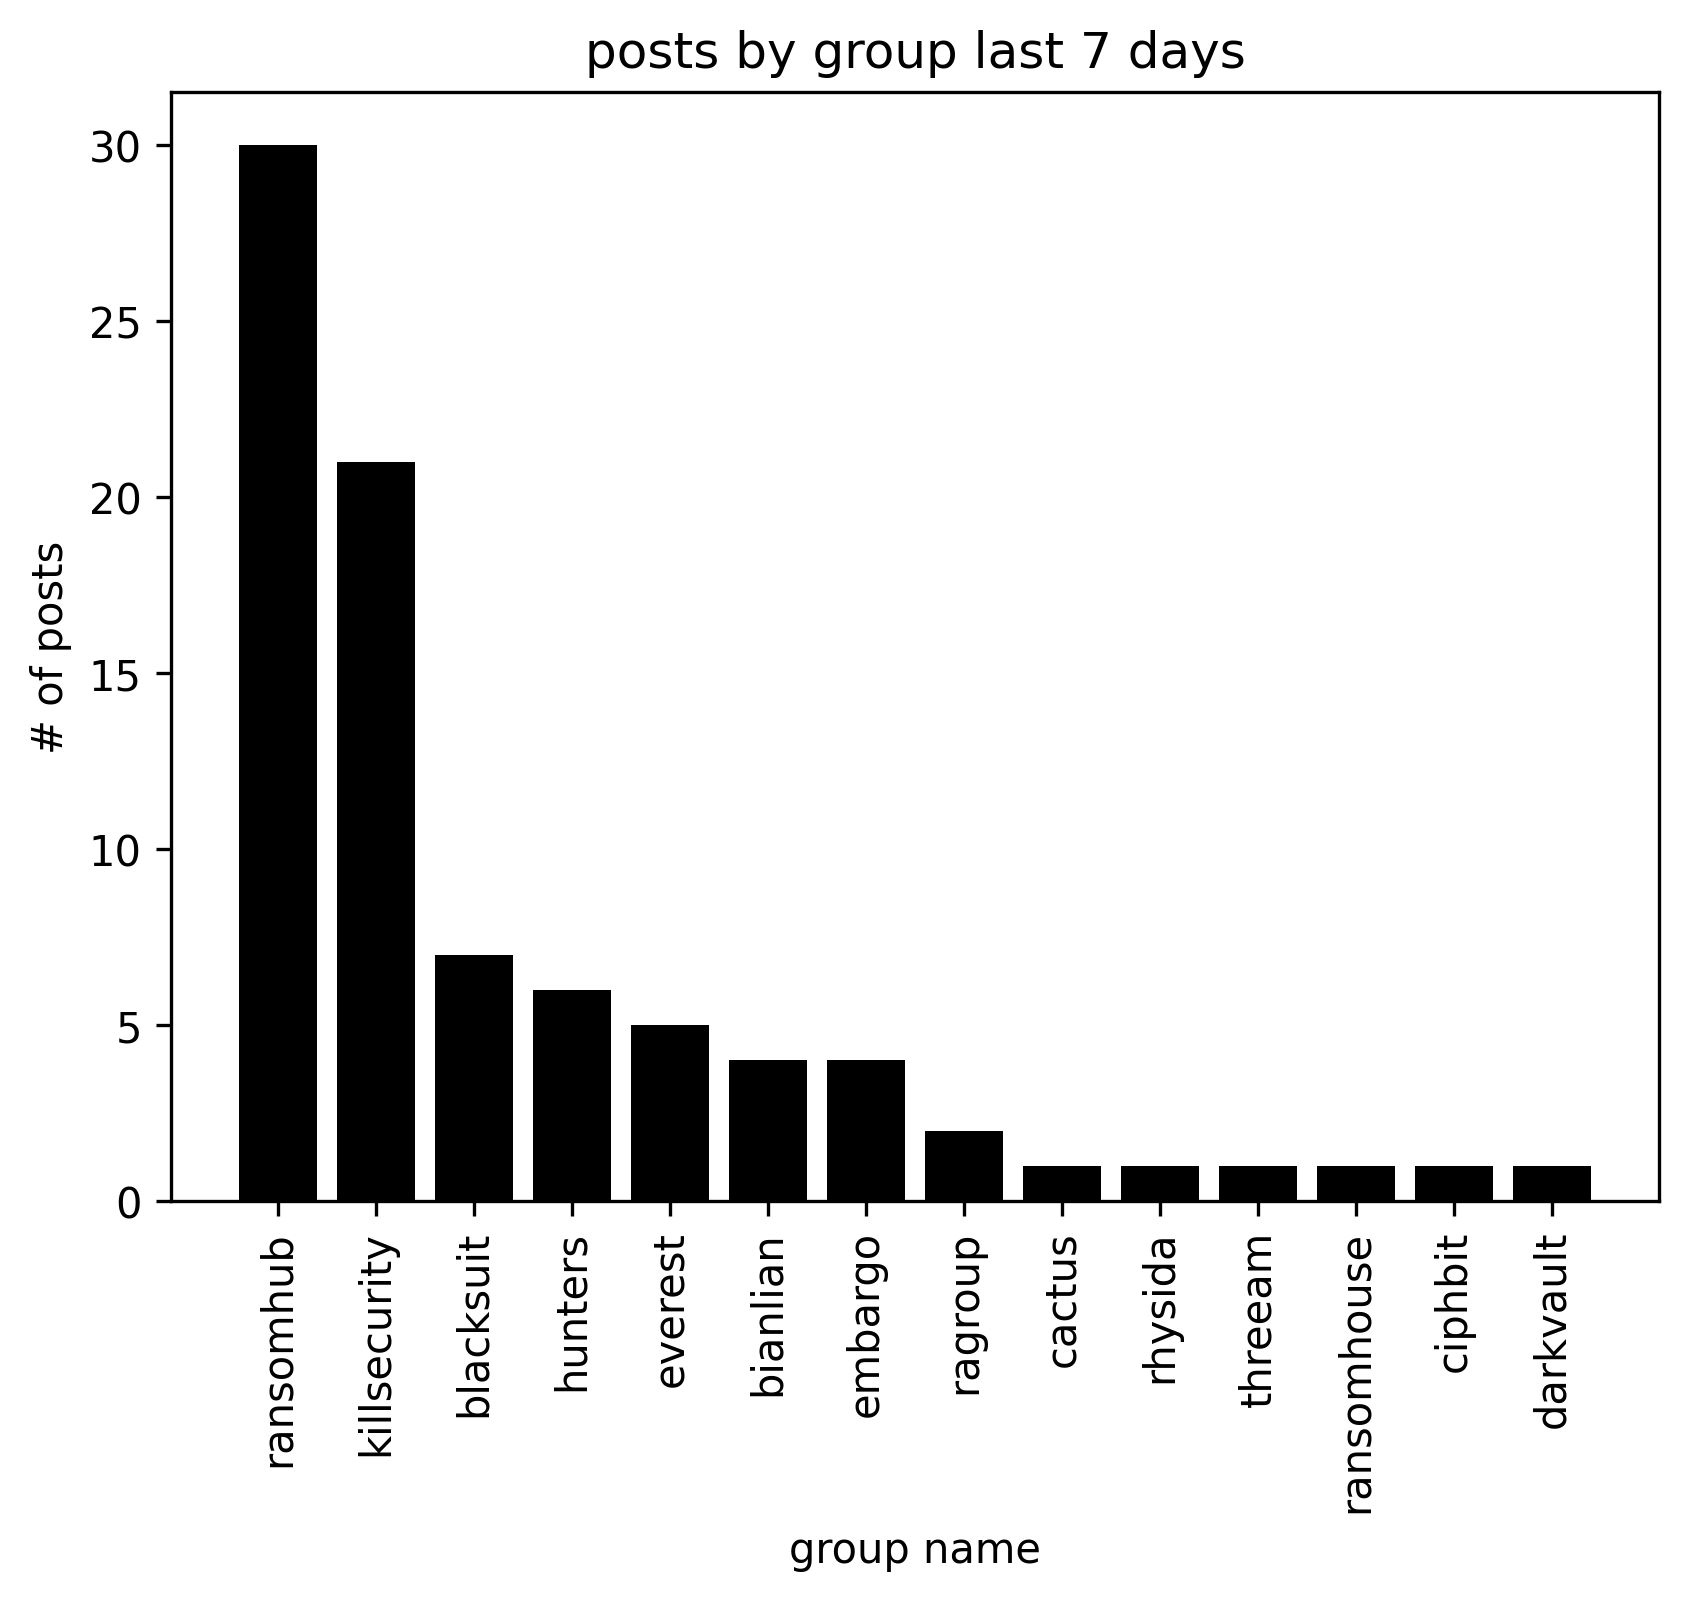 posts by group last 7 days
30
25
20
15
10
5
0
# of posts
ransomhub
killsecurity
blacksuit
hunters
everest
bianlian
embargo
ragroup
cactus
rhysida
threeam
ransomhouse
ciphbit
darkvault
group name